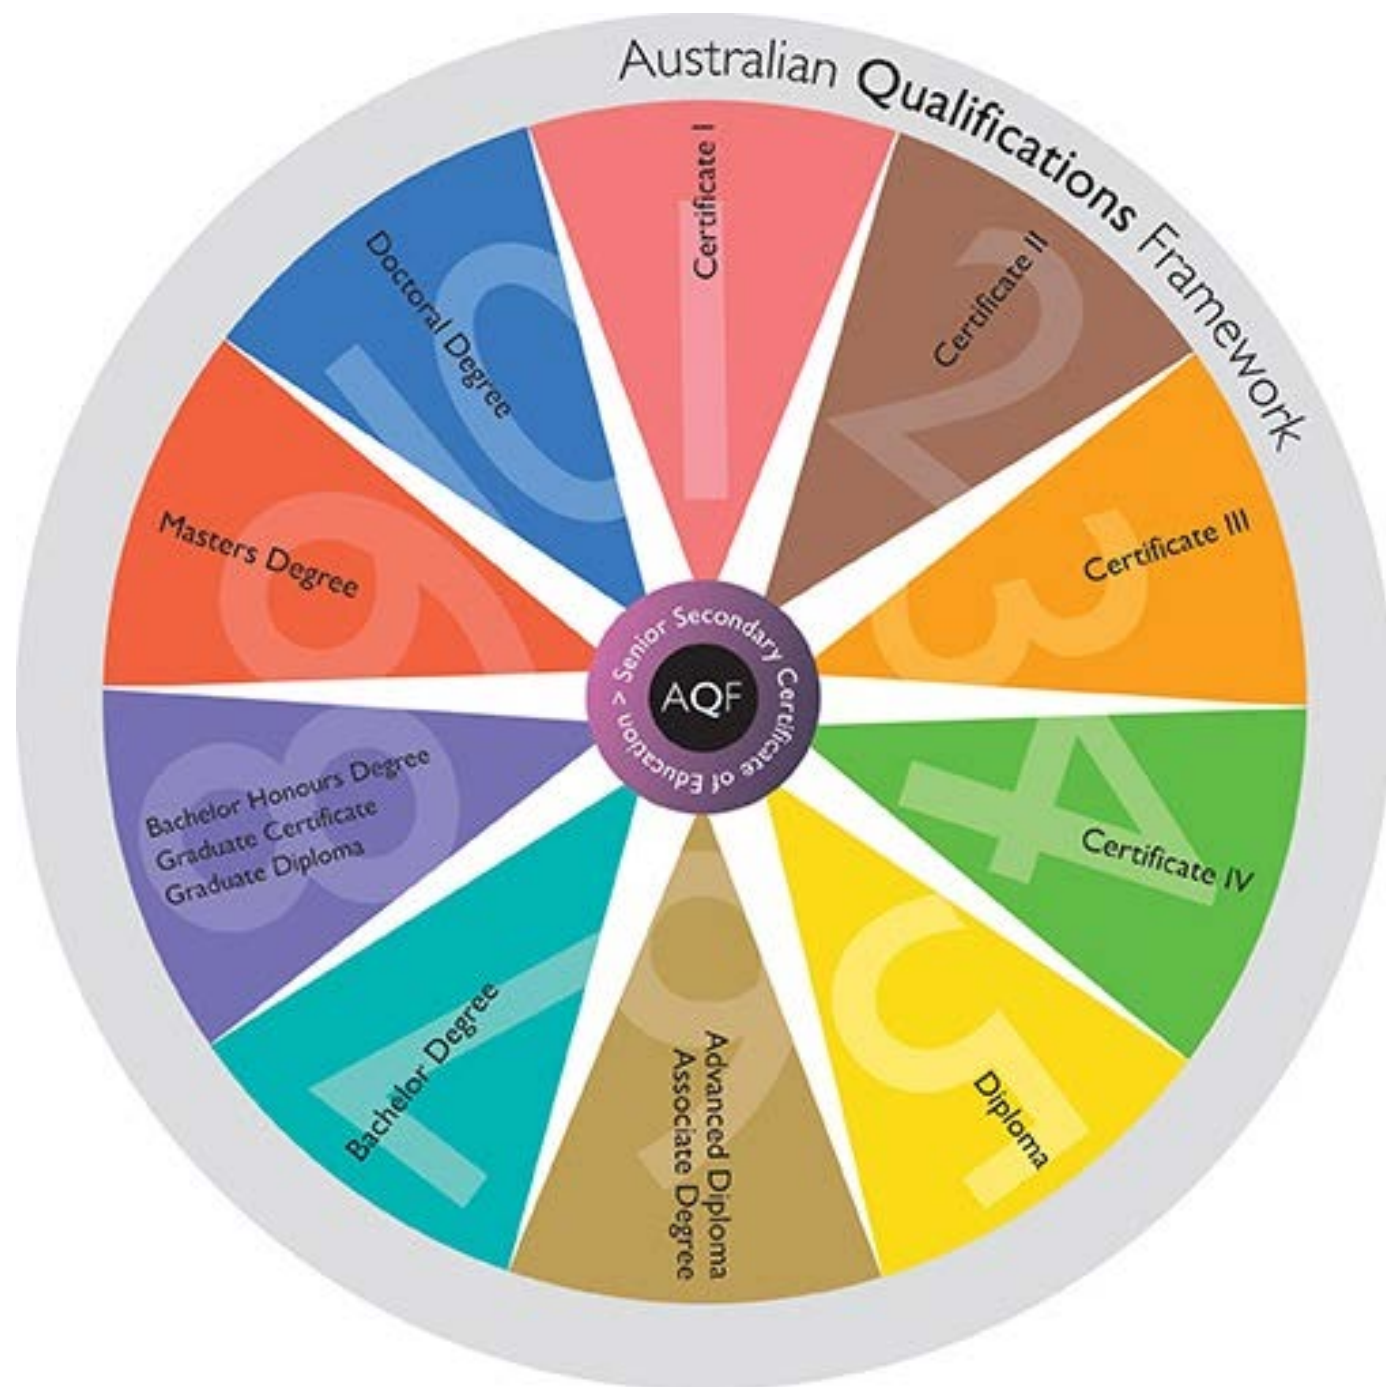 Australian Qualifications Framework
1
Certificate I
2
Certificate II
3
Certificate III
4
Certificate IV
5
Diploma
6
Advanced Diploma
Associate Degree
7
Bachelor Degree
8
Bachelor Honours Degree
Graduate Certificate
Graduate Diploma
9
Masters Degree
10
Doctoral Degree
> Senior Secondary Certificate of Education
AQF